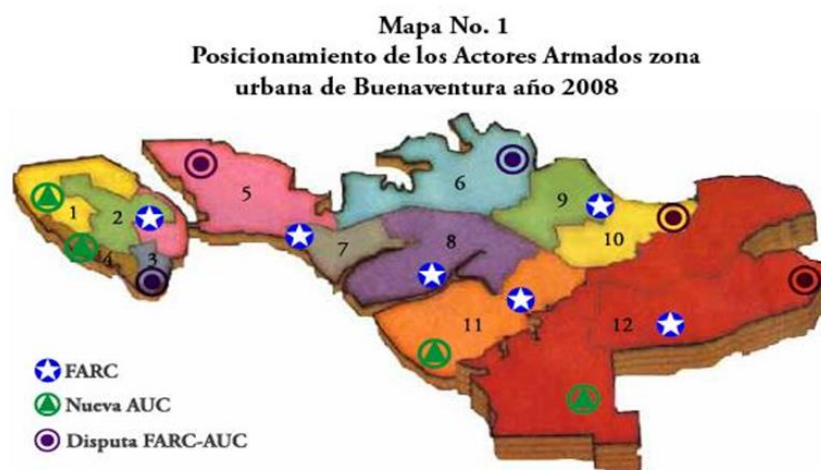 Mapa No. 1
Posicionamiento de los Actores Armados zona
urbana de Buenaventura año 2008
5
6
1
2
9
3
4
7
8
10
11
12
FARC
Nueva AUC
Disputa FARC-AUC